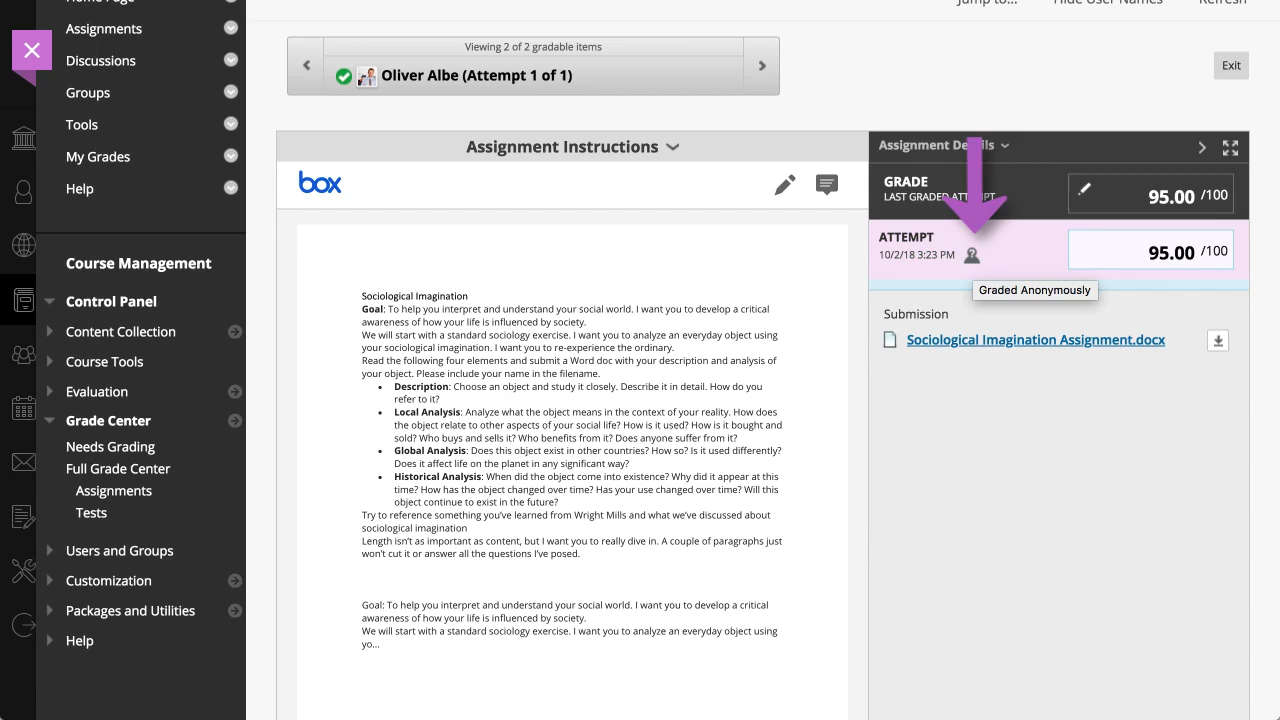 Home Page
Assignments
Discussions
Groups
Tools
My Grades
Help
Course Management
Control Panel
Content Collection
Course Tools
Evaluation
Grade Center
Needs Grading
Full Grade Center
Assignments
Tests
Users and Groups
Customization
Packages and Utilities
Help
Jump to...
Hide User Names
Refresh
Viewing 2 of 2 gradable items
Oliver Albe (Attempt 1 of 1)
Exit
Assignment Instructions
box
Sociological Imagination
Goal: To help you interpret and understand your social world. I want you to develop a critical
awareness of how your life is influenced by society.
We will start with a standard sociology exercise. I want you to analyze an everyday object using
your sociological imagination. I want you to re-experience the ordinary.
Read the following four elements and submit a Word doc with your description and analysis of
your object. Please include your name in the filename.
• Description: Choose an object and study it closely. Describe it in detail. How do you
refer to it?
• Local Analysis: Analyze what the object means in the context of your reality. How does
the object relate to other aspects of your social life? How is it used? How is it bought and
sold? Who buys and sells it? Who benefits from it? Does anyone suffer from it?
• Global Analysis: Does this object exist in other countries? How so? Is it used differently?
Does it affect life on the planet in any significant way?
• Historical Analysis: When did the object come into existence? Why did it appear at this
time? How has the object changed over time? Has your use changed over time? Will this
object continue to exist in the future?
Try to reference something you've learned from Wright Mills and what we've discussed about
sociological imagination
Length isn't as important as content, but I want you to really dive in. A couple of paragraphs just
won't cut it or answer all the questions I've posed.
Goal: To help you interpret and understand your social world. I want you to develop a critical
awareness of how your life is influenced by society.
We will start with a standard sociology exercise. I want you to analyze an everyday object using
yo...
Assignment Details
GRADE
LAST GRADED ATTEMPT
95.00 /100
ATTEMPT
10/2/18 3:23 PM
95.00 /100
Graded Anonymously
Submission
Sociological Imagination Assignment.docx